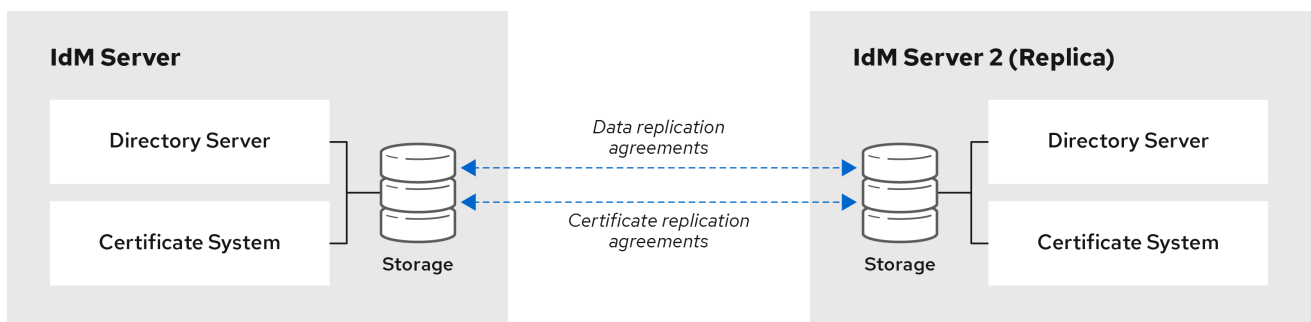 IdM Server
Directory Server
Certificate System
Storage
Data replication
agreements
Certificate replication
agreements
IdM Server 2 (Replica)
Storage
Directory Server
Certificate System